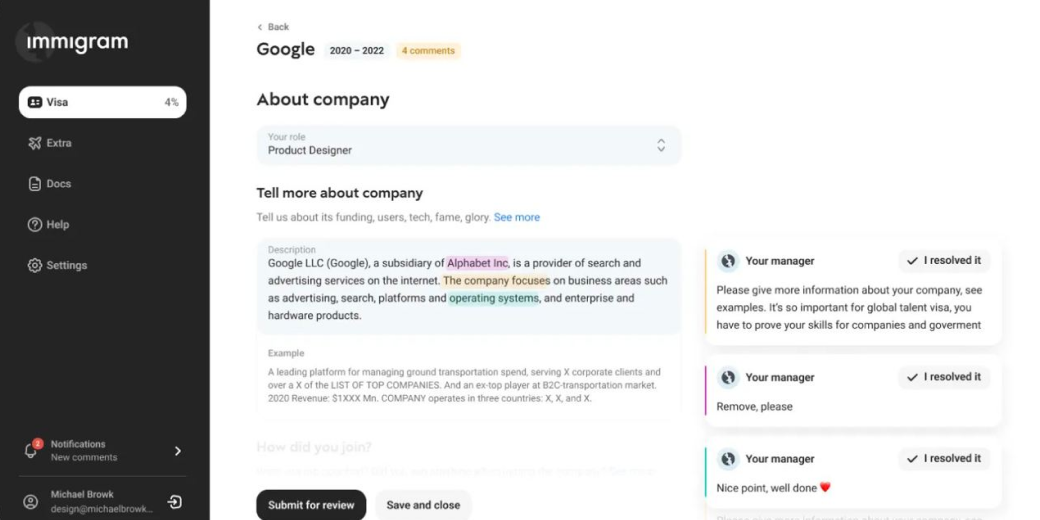 immigram
Visa 4%
Extra
Docs
Help
Settings
2
Notifications
New comments
Michael Browk
design@michaelbrowk...
Back
Google 2020 – 2022 4 comments
About company
Your role
Product Designer
Tell more about company
Tell us about its funding, users, tech, fame, glory. See more
Description
Google LLC (Google), a subsidiary of Alphabet Inc, is a provider of search and
advertising services on the internet. The company focuses on business areas such
as advertising, search, platforms and operating systems, and enterprise and
hardware products.
Example
A leading platform for managing ground transportation spend, serving X corporate clients and
over a X of the LIST OF TOP COMPANIES. And an ex-top player at B2C-transportation market.
2020 Revenue: $1XXX Mn. COMPANY operates in three countries: X, X, and X.
How did you join?
Submit for review Save and close
Your manager I resolved it
Please give more information about your company, see
examples. It's so important for global talent visa, you
have to prove your skills for companies and goverment
Your manager I resolved it
Remove, please
Your manager I resolved it
Nice point, well done
Please give more information about your company, see